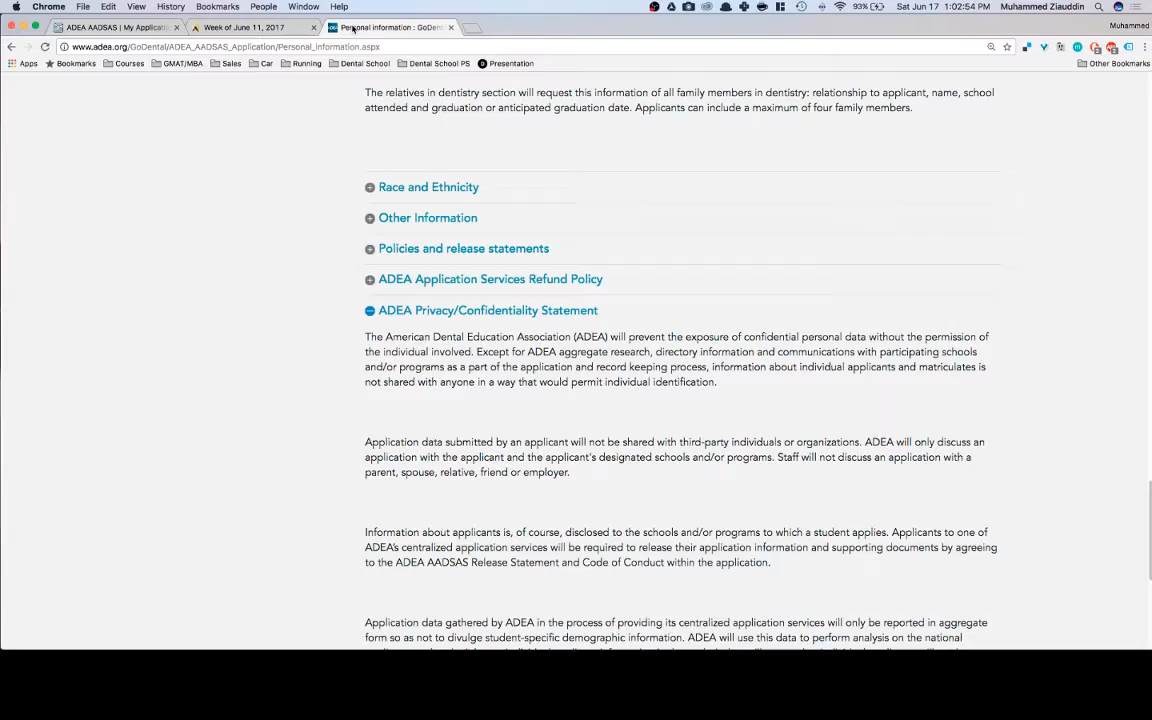 Chrome File Edit View History Bookmarks People Window Help 93% Sat Jun 17 1:02:54 PM Muhammed Ziauddin
ADEA AADSAS | My Applicatio Week of June 11, 2017 Personal information : GoDent Muhammed
www.adea.org/GoDental/ADEA_AADSAS_Application/Personal_information.aspx
Apps Bookmarks Courses GMAT/MBA Sales Car Running Dental School Dental School PS Presentation Other Bookmarks
The relatives in dentistry section will request this information of all family members in dentistry: relationship to applicant, name, school
attended and graduation or anticipated graduation date. Applicants can include a maximum of four family members.
Race and Ethnicity
Other Information
Policies and release statements
ADEA Application Services Refund Policy
ADEA Privacy/Confidentiality Statement
The American Dental Education Association (ADEA) will prevent the exposure of confidential personal data without the permission of
the individual involved. Except for ADEA aggregate research, directory information and communications with participating schools
and/or programs as a part of the application and record keeping process, information about individual applicants and matriculates is
not shared with anyone in a way that would permit individual identification.
Application data submitted by an applicant will not be shared with third-party individuals or organizations. ADEA will only discuss an
application with the applicant and the applicant's designated schools and/or programs. Staff will not discuss an application with a
parent, spouse, relative, friend or employer.
Information about applicants is, of course, disclosed to the schools and/or programs to which a student applies. Applicants to one of
ADEA's centralized application services will be required to release their application information and supporting documents by agreeing
to the ADEA AADSAS Release Statement and Code of Conduct within the application.
Application data gathered by ADEA in the process of providing its centralized application services will only be reported in aggregate
form so as not to divulge student-specific demographic information. ADEA will use this data to perform analysis on the national